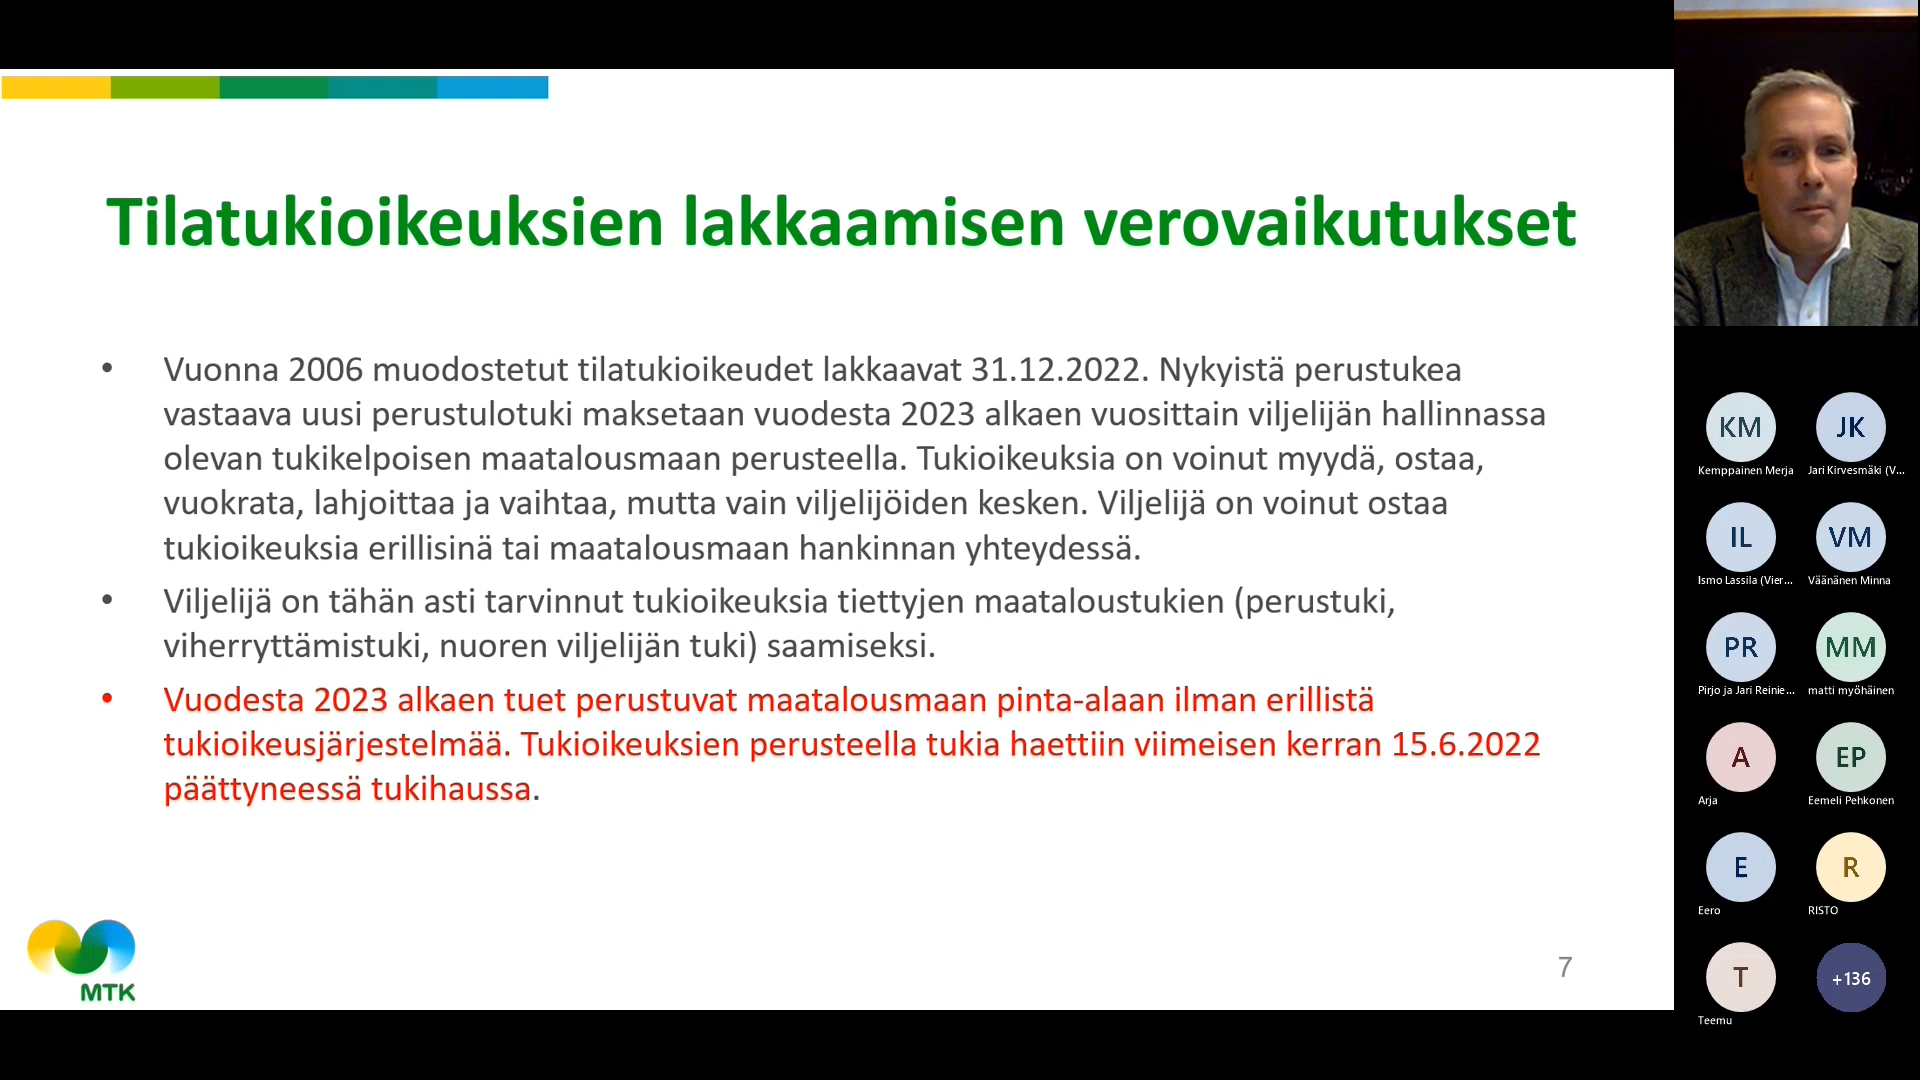 Tilatukioikeuksien lakkaamisen verovaikutukset
• Vuonna 2006 muodostetut tilatukioikeudet lakkaavat 31.12.2022. Nykyistä perustukea
vastaava uusi perustulotuki maksetaan vuodesta 2023 alkaen vuosittain viljelijän hallinnassa
olevan tukikelpoisen maatalousmaan perusteella. Tukioikeuksia on voinut myydä, ostaa,
vuokrata, lahjoittaa ja vaihtaa, mutta vain viljelijöiden kesken. Viljelijä on voinut ostaa
tukioikeuksia erillisinä tai maatalousmaan hankinnan yhteydessä.
• Viljelijä on tähän asti tarvinnut tukioikeuksia tiettyjen maataloustukien (perustuki,
viherryttämistuki, nuoren viljelijän tuki) saamiseksi.
• Vuodesta 2023 alkaen tuet perustuvat maatalousmaan pinta-alaan ilman erillistä
tukioikeusjärjestelmää. Tukioikeuksien perusteella tukia haettiin viimeisen kerran 15.6.2022
päättyneessä tukihaussa.
MTK
7
KM JK
Kemppainen Merja Jari Kirvesmäki (V...
IL VM
Ismo Lassila (Vier... Väänänen Minna
PR MM
Pirjo ja Jari Reinie... matti myöhäinen
A EP
Arja Eemeli Pehkonen
E R
Eero RISTO
T +136
Teemu